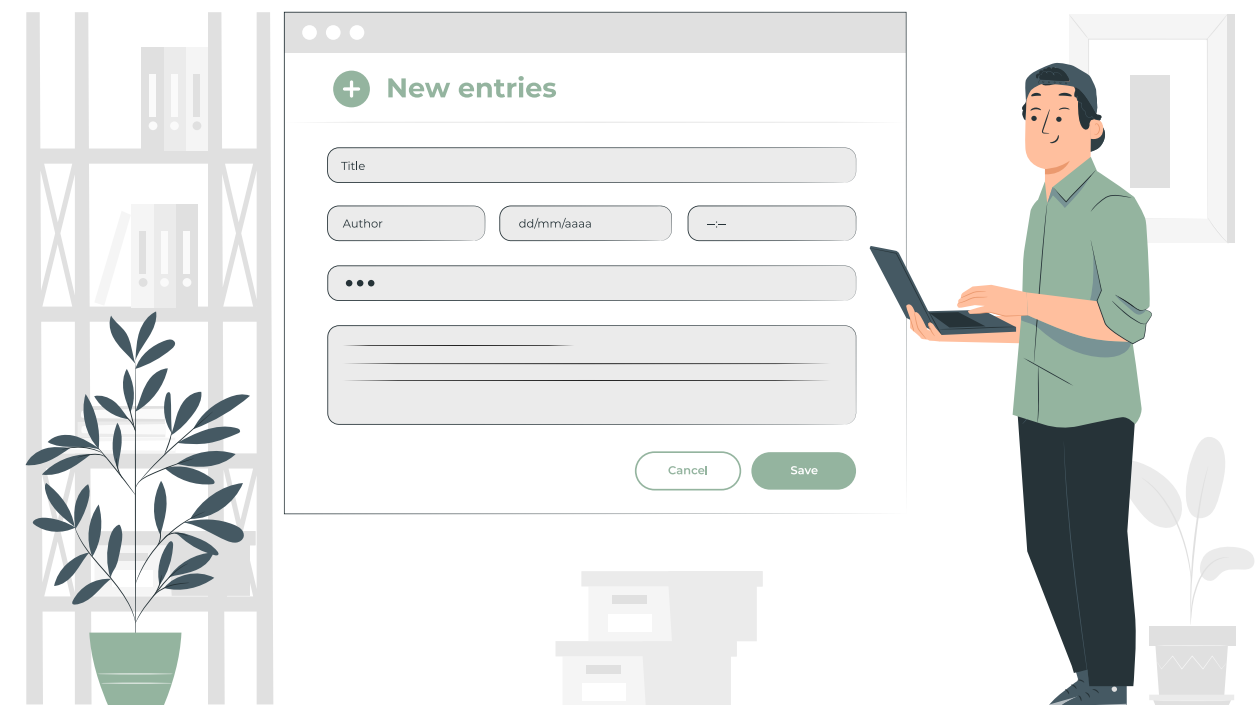 New entries
Title
Author
dd/mm/aaaa
--:--
Cancel
Save